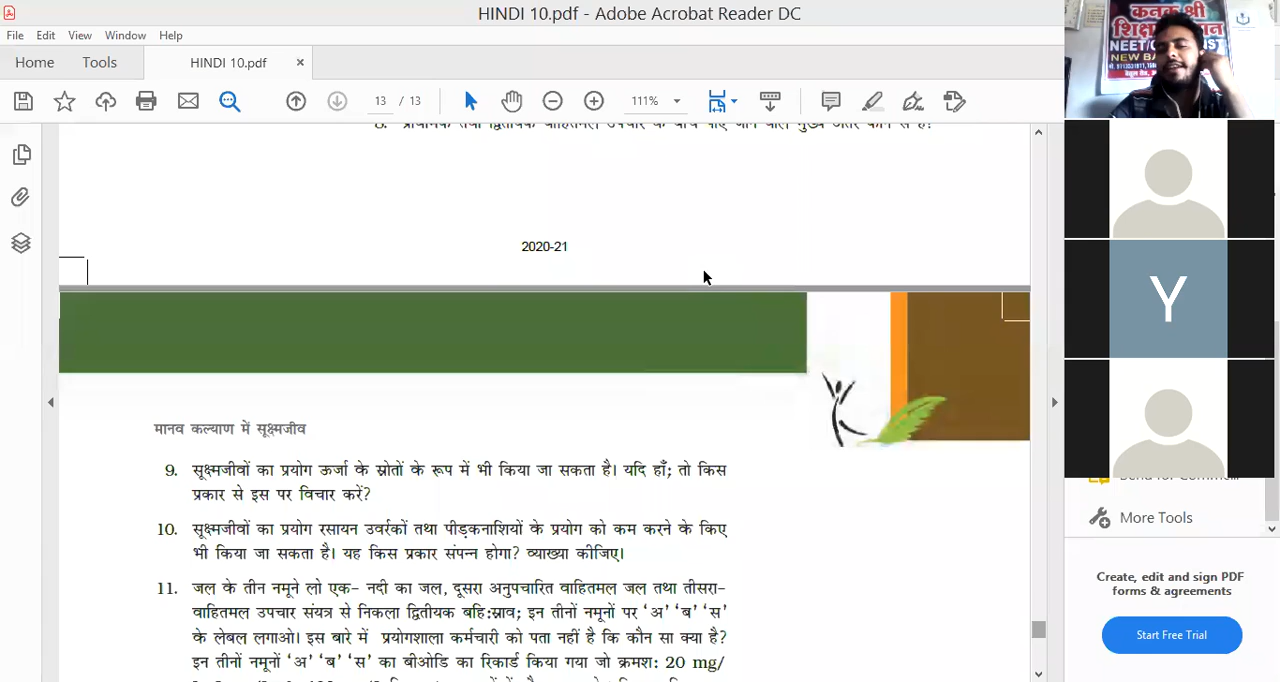 HINDI 10.pdf - Adobe Acrobat Reader DC
File Edit View Window Help
Home Tools HINDI 10.pdf ×
13 / 13 111%
2020-21
मानव कल्याण में सूक्ष्मजीव
9. सूक्ष्मजीवों का प्रयोग ऊर्जा के स्रोतों के रूप में भी किया जा सकता है। यदि हाँ; तो किस
प्रकार से इस पर विचार करें?
10. सूक्ष्मजीवों का प्रयोग रसायन उवर्रकों तथा पीड़कनाशियों के प्रयोग को कम करने के किए
भी किया जा सकता है। यह किस प्रकार संपन्न होगा? व्याख्या कीजिए।
11. जल के तीन नमूने लो एक- नदी का जल, दूसरा अनुपचारित वाहितमल जल तथा तीसरा-
वाहितमल उपचार संयत्र से निकला द्वितीयक बहि:स्राव; इन तीनों नमूनों पर ‘अ’ ‘ब’ ‘स’
के लेबल लगाओ। इस बारे में प्रयोगशाला कर्मचारी को पता नहीं है कि कौन सा क्या है?
इन तीनों नमूनों ‘अ’ ‘ब’ ‘स’ का बीओडि का रिकार्ड किया गया जो क्रमश: 20 mg/
कनक श्री
NEET/
NEW
Y
More Tools
Create, edit and sign PDF
forms & agreements
Start Free Trial